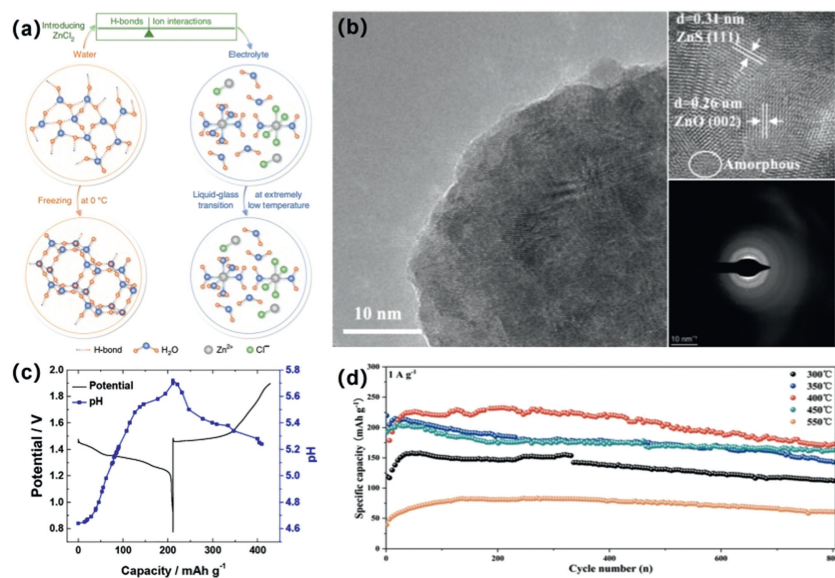 (a)
Introducing
ZnCl₂
H-bonds
Ion interactions
Water
Electrolyte
Freezing
at 0 °C
Liquid-glass
transition
at extremely
low temperature
H-bond
H₂O
Zn²⁺
Cl⁻
(b)
10 nm
d=0.31 nm
ZnS (111)
d=0.26 nm
ZnO (002)
Amorphous
(c)
Potential
pH
2.0
1.8
1.6
1.4
1.2
1.0
0.8
Potential / V
5.8
5.6
5.4
5.2
5.0
4.8
4.6
pH
0 100 200 300 400
Capacity / mAh g⁻¹
(d)
1 A g⁻¹
300℃
350℃
400℃
450℃
550℃
300
250
200
150
100
50
0
Specific capacity (mAh g⁻¹)
0 200 400 600 800
Cycle number (n)